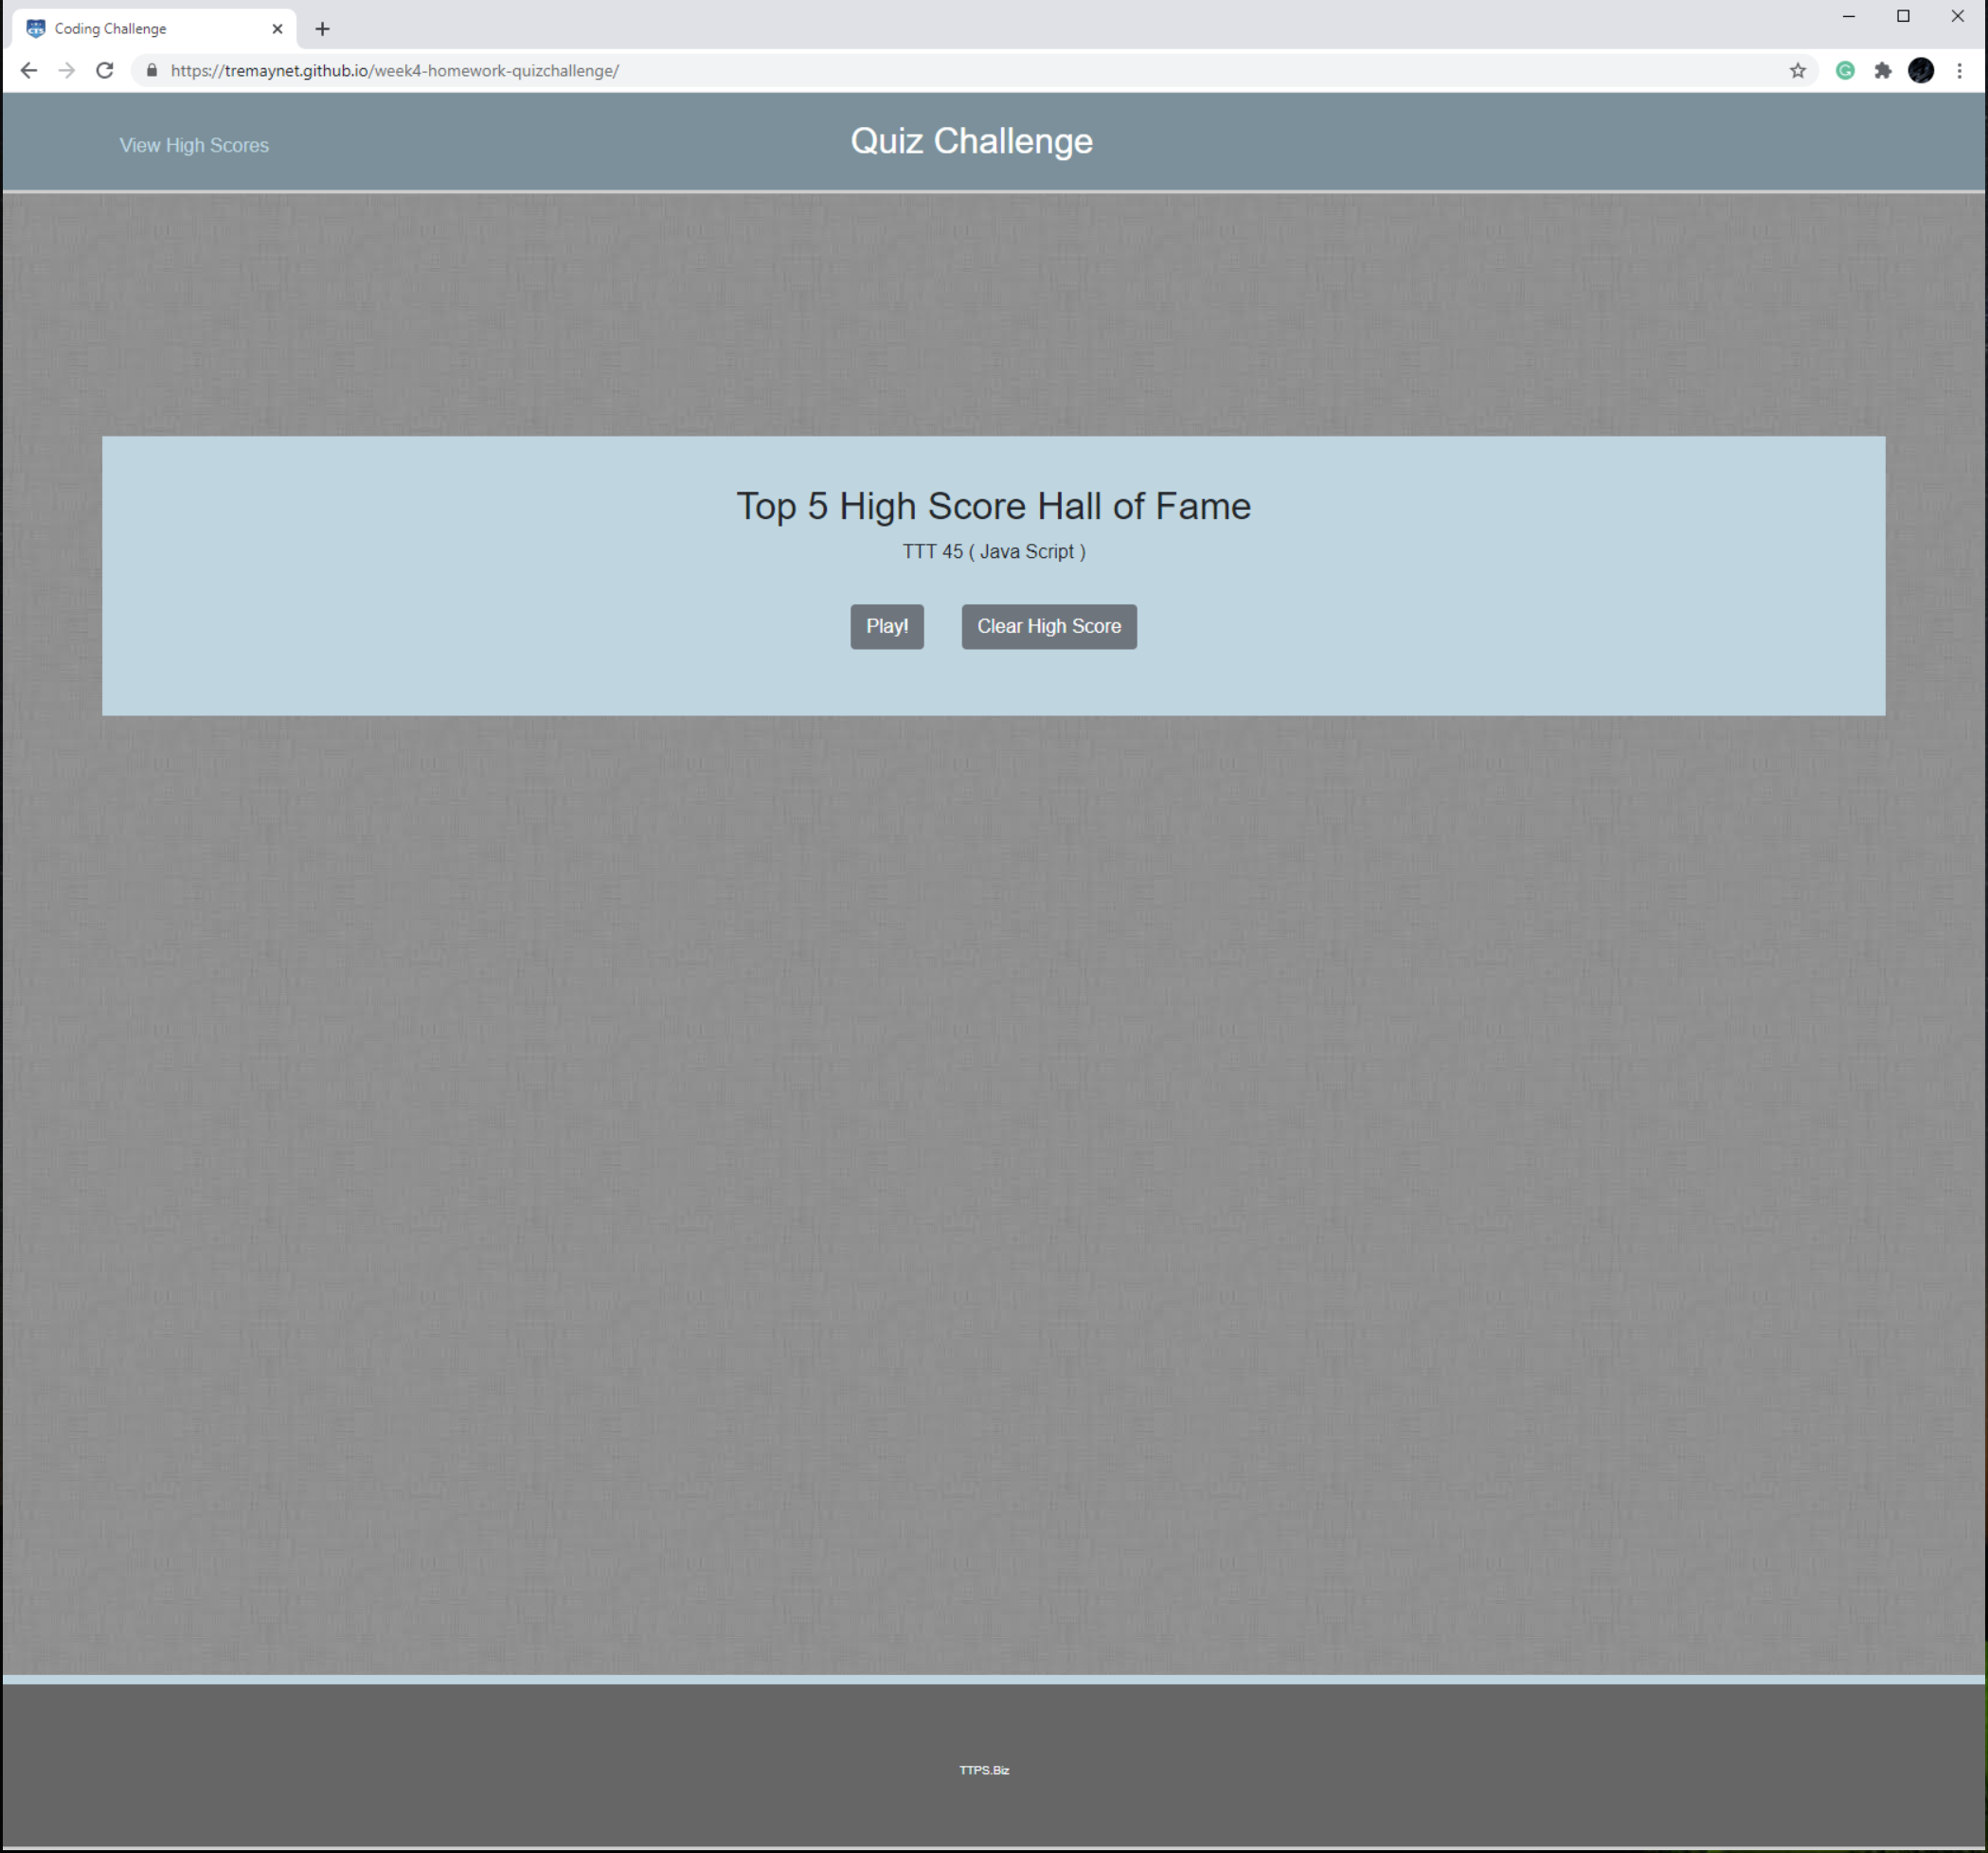 Coding Challenge
https://tremaynet.github.io/week4-homework-quizchallenge/
View High Scores
Quiz Challenge
Top 5 High Score Hall of Fame
TTT 45 ( Java Script )
Play! Clear High Score
TTPS.Biz